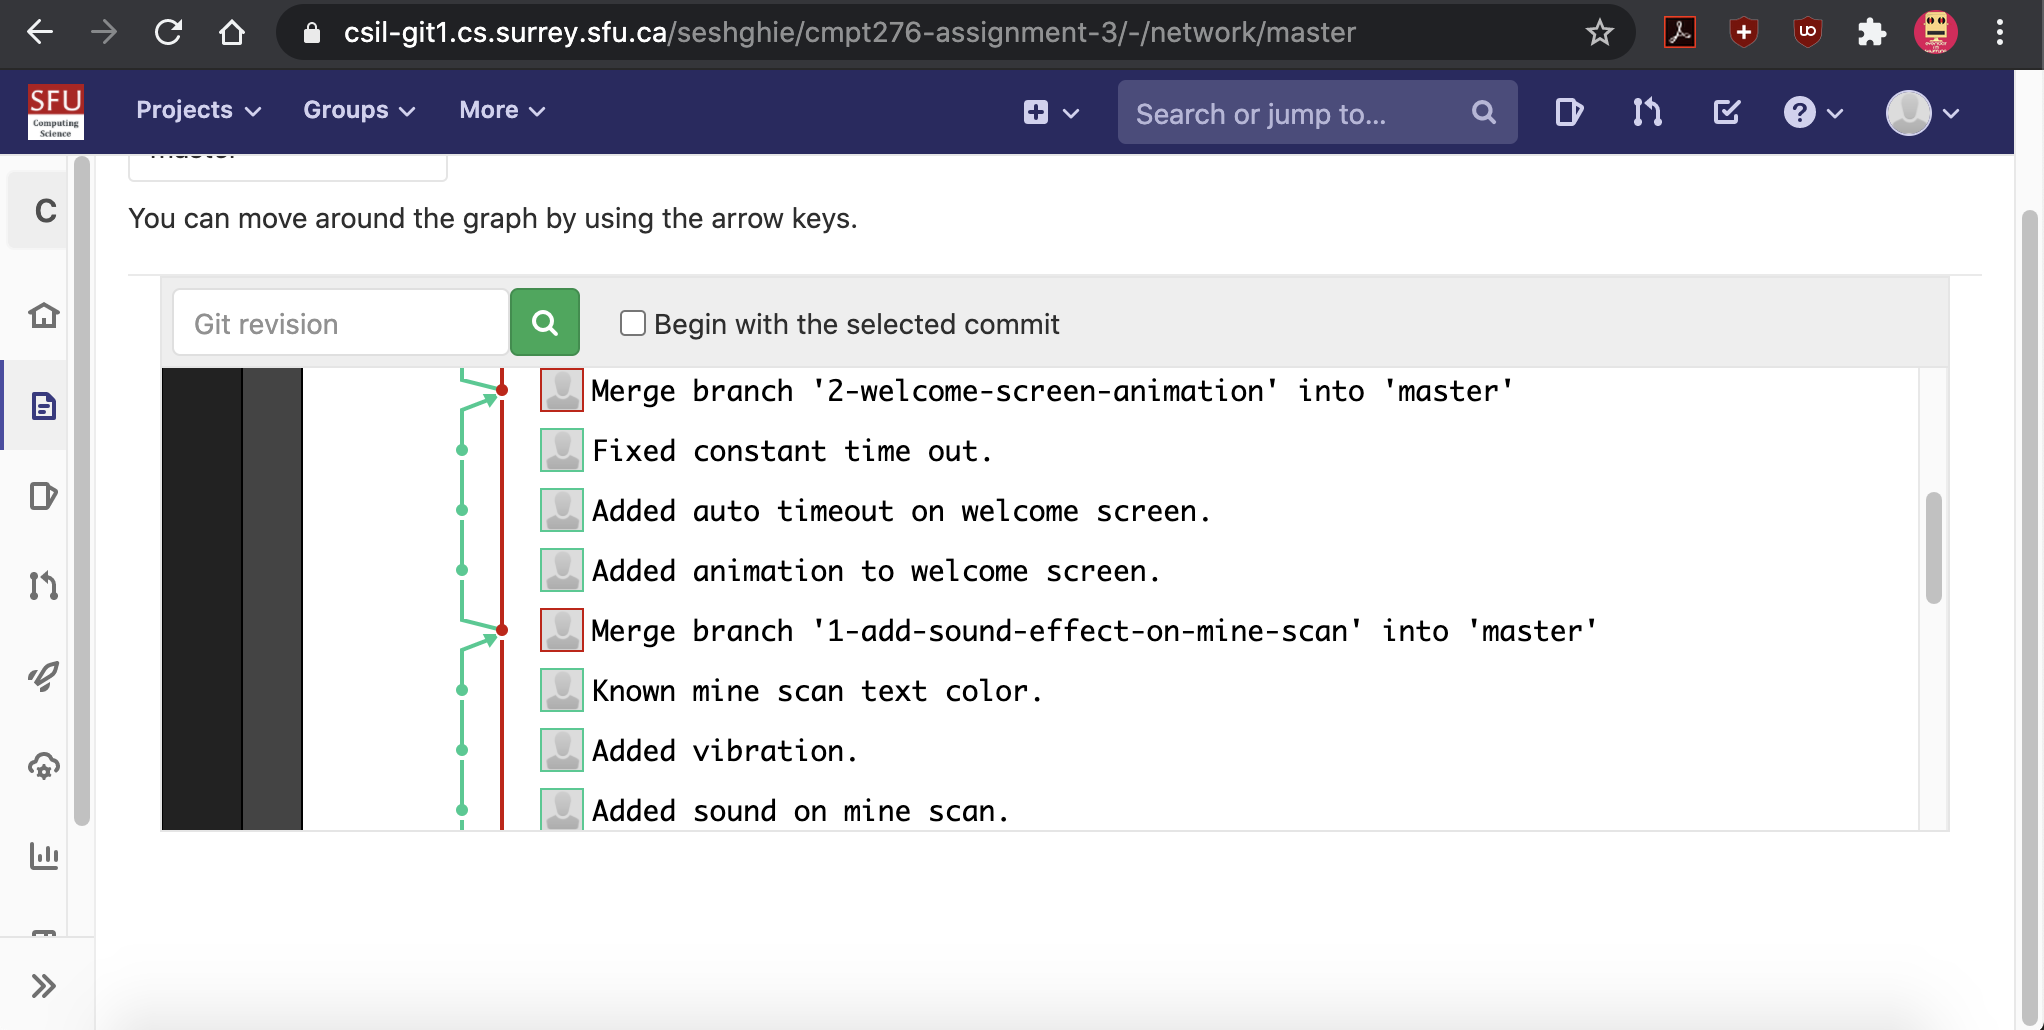 csil-git1.cs.surrey.sfu.ca/seshghie/cmpt276-assignment-3/-/network/master
SFU
Computing
Science
Projects
Groups
More
Search or jump to...
C
master
You can move around the graph by using the arrow keys.
Git revision
Begin with the selected commit
Merge branch '2-welcome-screen-animation' into 'master'
Fixed constant time out.
Added auto timeout on welcome screen.
Added animation to welcome screen.
Merge branch '1-add-sound-effect-on-mine-scan' into 'master'
Known mine scan text color.
Added vibration.
Added sound on mine scan.